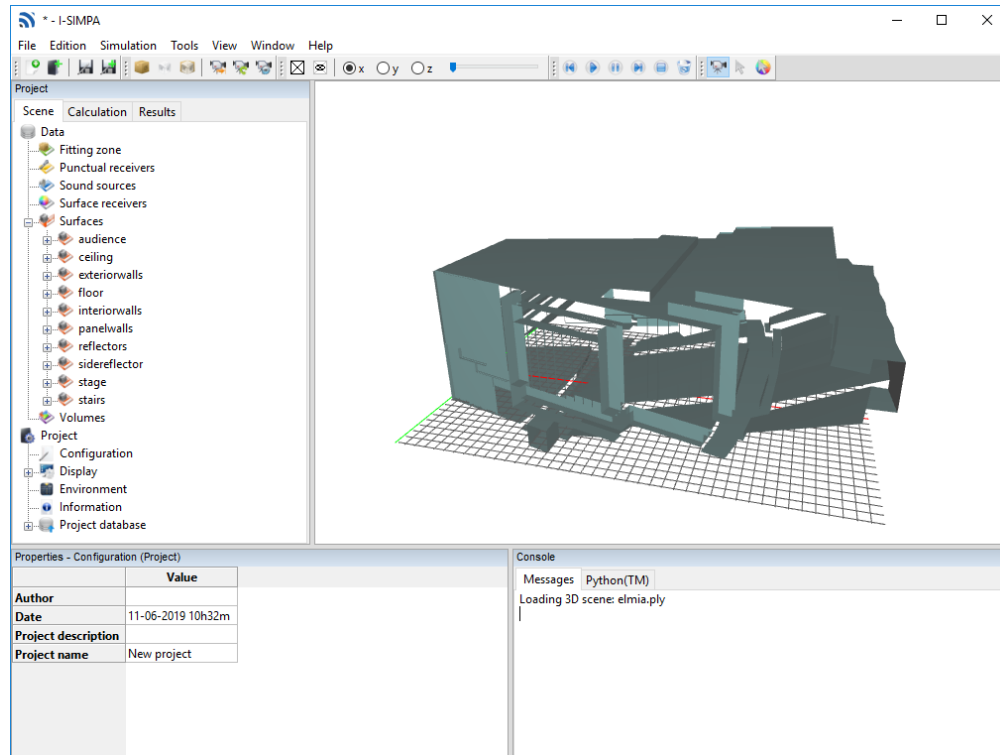 * - I-SIMPA
File Edition Simulation Tools View Window Help
x y z
Project
Scene Calculation Results
Data
Fitting zone
Punctual receivers
Sound sources
Surface receivers
Surfaces
audience
ceiling
exteriorwalls
floor
interiorwalls
panelwalls
reflectors
sidereflector
stage
stairs
Volumes
Project
Configuration
Display
Environment
Information
Project database
Properties - Configuration (Project)
Value
Author
Date 11-06-2019 10h32m
Project description
Project name New project
Console
Messages Python(TM)
Loading 3D scene: elmia.ply